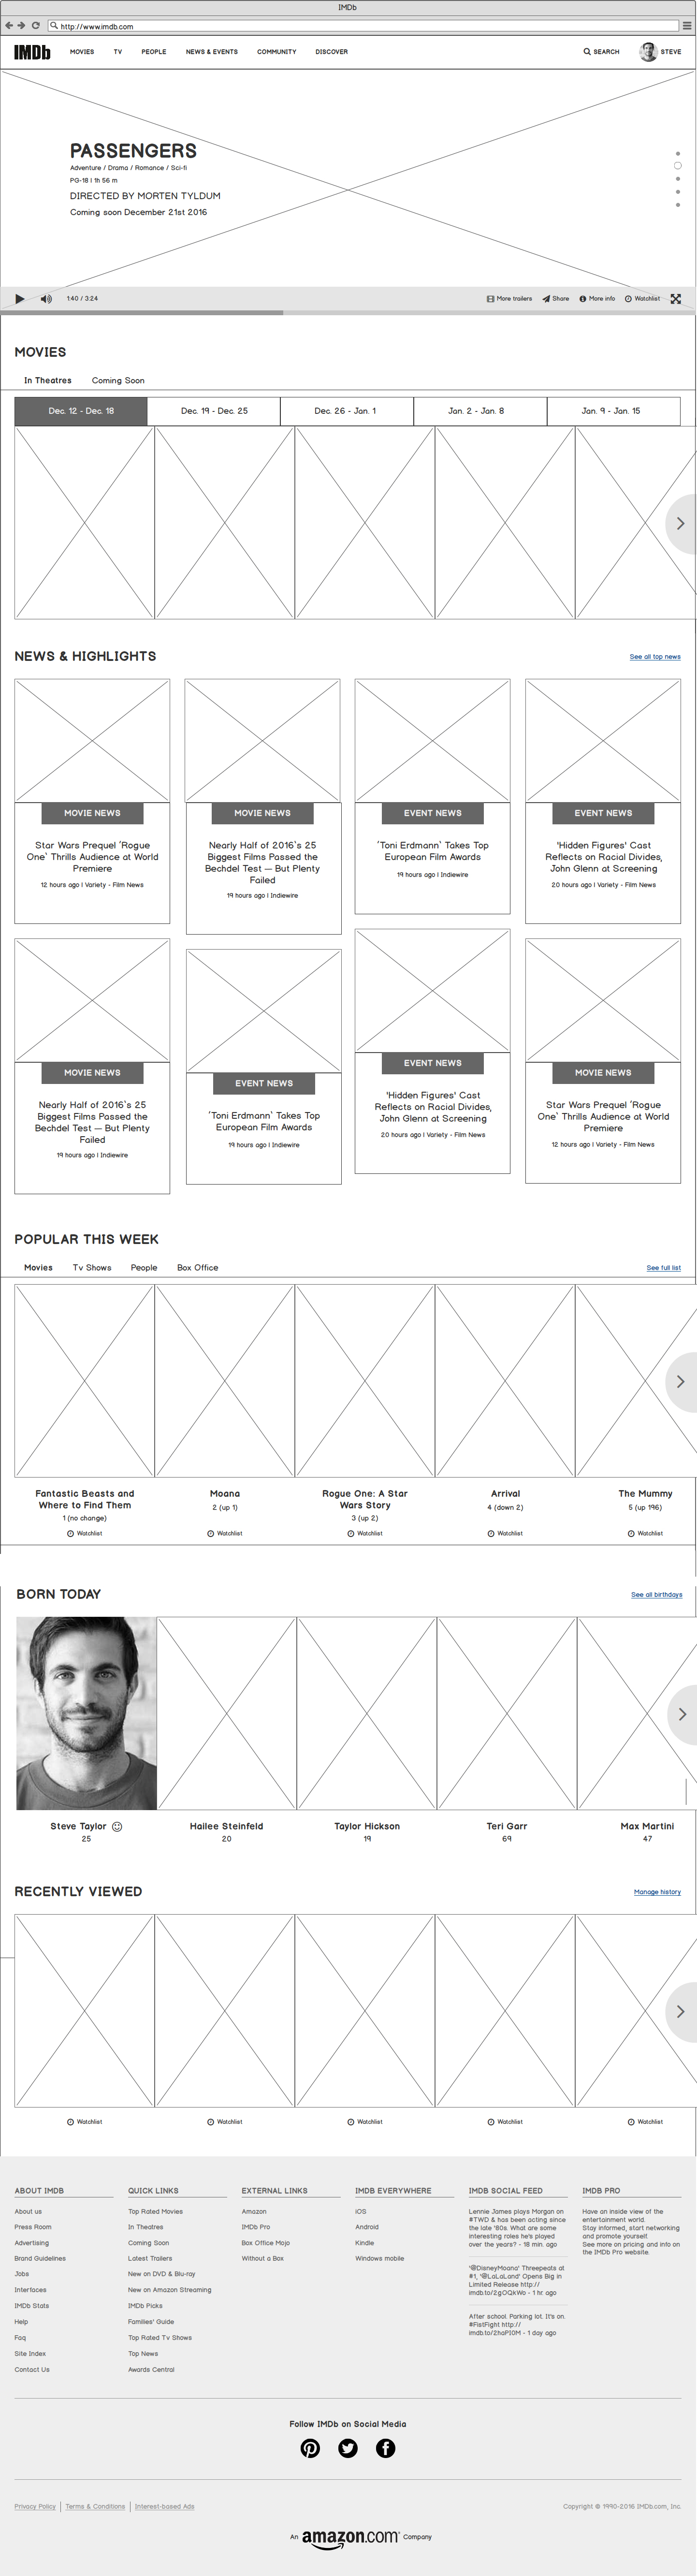 IMDb
http://www.imdb.com
IMDb MOVIES TV PEOPLE NEWS & EVENTS COMMUNITY DISCOVER SEARCH STEVE
PASSENGERS
Adventure / Drama / Romance / Sci-fi
PG-18 | 1h 56 m
DIRECTED BY MORTEN TYLDUM
Coming soon December 21st 2016
1:40 / 3:24 More trailers Share More info Watchlist
MOVIES
In Theatres Coming Soon
Dec. 12 - Dec. 18 Dec. 19 - Dec. 25 Dec. 26 - Jan. 1 Jan. 2 - Jan. 8 Jan. 9 - Jan. 15
NEWS & HIGHLIGHTS See all top news
MOVIE NEWS
Star Wars Prequel 'Rogue
One' Thrills Audience at World
Premiere
12 hours ago | Variety - Film News
MOVIE NEWS
Nearly Half of 2016's 25
Biggest Films Passed the
Bechdel Test — But Plenty
Failed
19 hours ago | Indiewire
EVENT NEWS
'Toni Erdmann' Takes Top
European Film Awards
19 hours ago | Indiewire
EVENT NEWS
'Hidden Figures' Cast
Reflects on Racial Divides,
John Glenn at Screening
20 hours ago | Variety - Film News
MOVIE NEWS
Nearly Half of 2016's 25
Biggest Films Passed the
Bechdel Test — But Plenty
Failed
19 hours ago | Indiewire
EVENT NEWS
'Toni Erdmann' Takes Top
European Film Awards
19 hours ago | Indiewire
EVENT NEWS
'Hidden Figures' Cast
Reflects on Racial Divides,
John Glenn at Screening
20 hours ago | Variety - Film News
MOVIE NEWS
Star Wars Prequel 'Rogue
One' Thrills Audience at World
Premiere
12 hours ago | Variety - Film News
POPULAR THIS WEEK
Movies Tv Shows People Box Office See full list
Fantastic Beasts and
Where to Find Them
1 (no change)
Watchlist
Moana
2 (up 1)
Watchlist
Rogue One: A Star
Wars Story
3 (up 2)
Watchlist
Arrival
4 (down 2)
Watchlist
The Mummy
5 (up 196)
Watchlist
BORN TODAY See all birthdays
Steve Taylor
25
Hailee Steinfeld
20
Taylor Hickson
19
Teri Garr
69
Max Martini
47
RECENTLY VIEWED Manage history
Watchlist Watchlist Watchlist Watchlist Watchlist
ABOUT IMDB
About us
Press Room
Advertising
Brand Guidelines
Jobs
Interfaces
IMDb Stats
Help
Faq
Site Index
Contact Us
QUICK LINKS
Top Rated Movies
In Theatres
Coming Soon
Latest Trailers
New on DVD & Blu-ray
New on Amazon Streaming
IMDb Picks
Families' Guide
Top Rated Tv Shows
Top News
Awards Central
EXTERNAL LINKS
Amazon
IMDb Pro
Box Office Mojo
Without a Box
IMDB EVERYWHERE
iOS
Android
Kindle
Windows mobile
IMDB SOCIAL FEED
Lennie James plays Morgan on
#TWD & has been acting since
the late '80s. What are some
interesting roles he's played
over the years? - 18 min. ago
'@DisneyMoana' Threepeats at
#1, '@LaLaLand' Opens Big in
Limited Release http://
imdb.to/2gOQkWo - 1 hr. ago
After school. Parking lot. It's on.
#FistFight http://
imdb.to/2haPI0M - 1 day ago
IMDB PRO
Have an inside view of the
entertainment world.
Stay informed, start networking
and promote yourself.
See more on pricing and info on
the IMDb Pro website.
Follow IMDb on Social Media
Privacy Policy | Terms & Conditions | Interest-based Ads Copyright © 1990-2016 IMDb.com, Inc.
An amazon.com Company